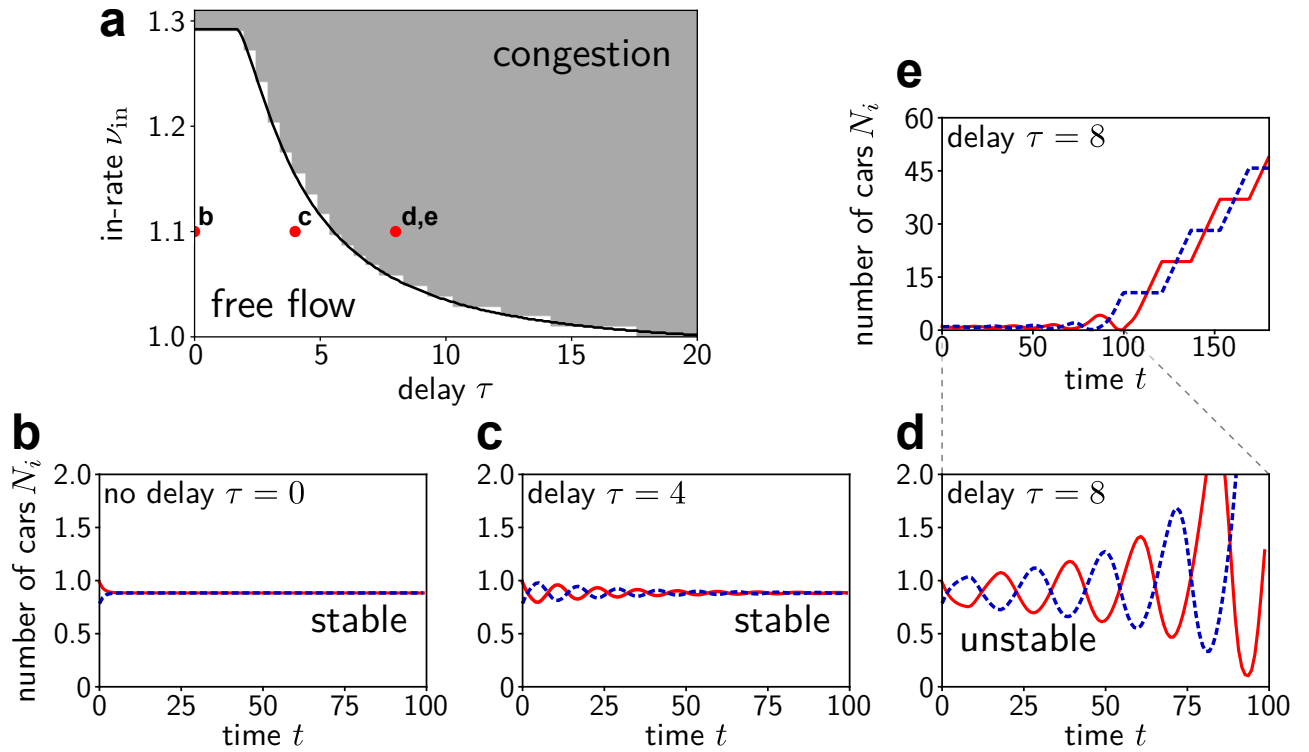 a
1.3
1.2
1.1
1.0
in-rate νin
congestion
b
c
d,e
free flow
0
5
10
15
20
delay τ
e
60
45
30
15
0
number of cars Ni
delay τ = 8
0
50
100
150
time t
b
2.0
1.5
1.0
0.5
0
number of cars Ni
no delay τ = 0
stable
0
25
50
75
100
time t
c
2.0
1.5
1.0
0.5
0
delay τ = 4
stable
0
25
50
75
100
time t
d
2.0
1.5
1.0
0.5
0
delay τ = 8
unstable
0
25
50
75
100
time t